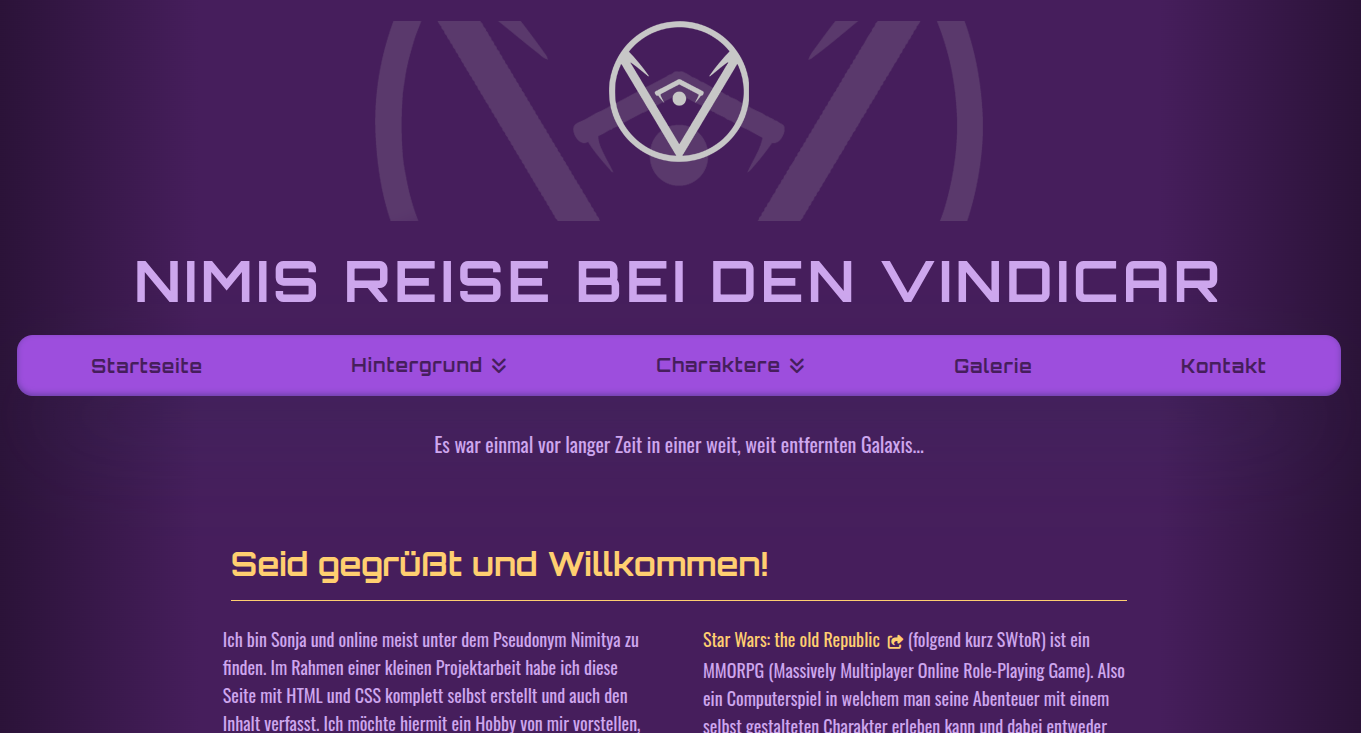 NIMIS REISE BEI DEN VINDICAR
Startseite
Hintergrund
Charaktere
Galerie
Kontakt
Es war einmal vor langer Zeit in einer weit, weit entfernten Galaxis...
Seid gegrüßt und Willkommen!
Ich bin Sonja und online meist unter dem Pseudonym Nimitya zu
finden. Im Rahmen einer kleinen Projektarbeit habe ich diese
Seite mit HTML und CSS komplett selbst erstellt und auch den
Inhalt verfasst. Ich möchte hiermit ein Hobby von mir vorstellen,
Star Wars: the old Republic (folgend kurz SWtoR) ist ein
MMORPG (Massively Multiplayer Online Role-Playing Game). Also
ein Computerspiel in welchem man seine Abenteuer mit einem
selbst gestalteten Charakter erleben kann und dabei entweder